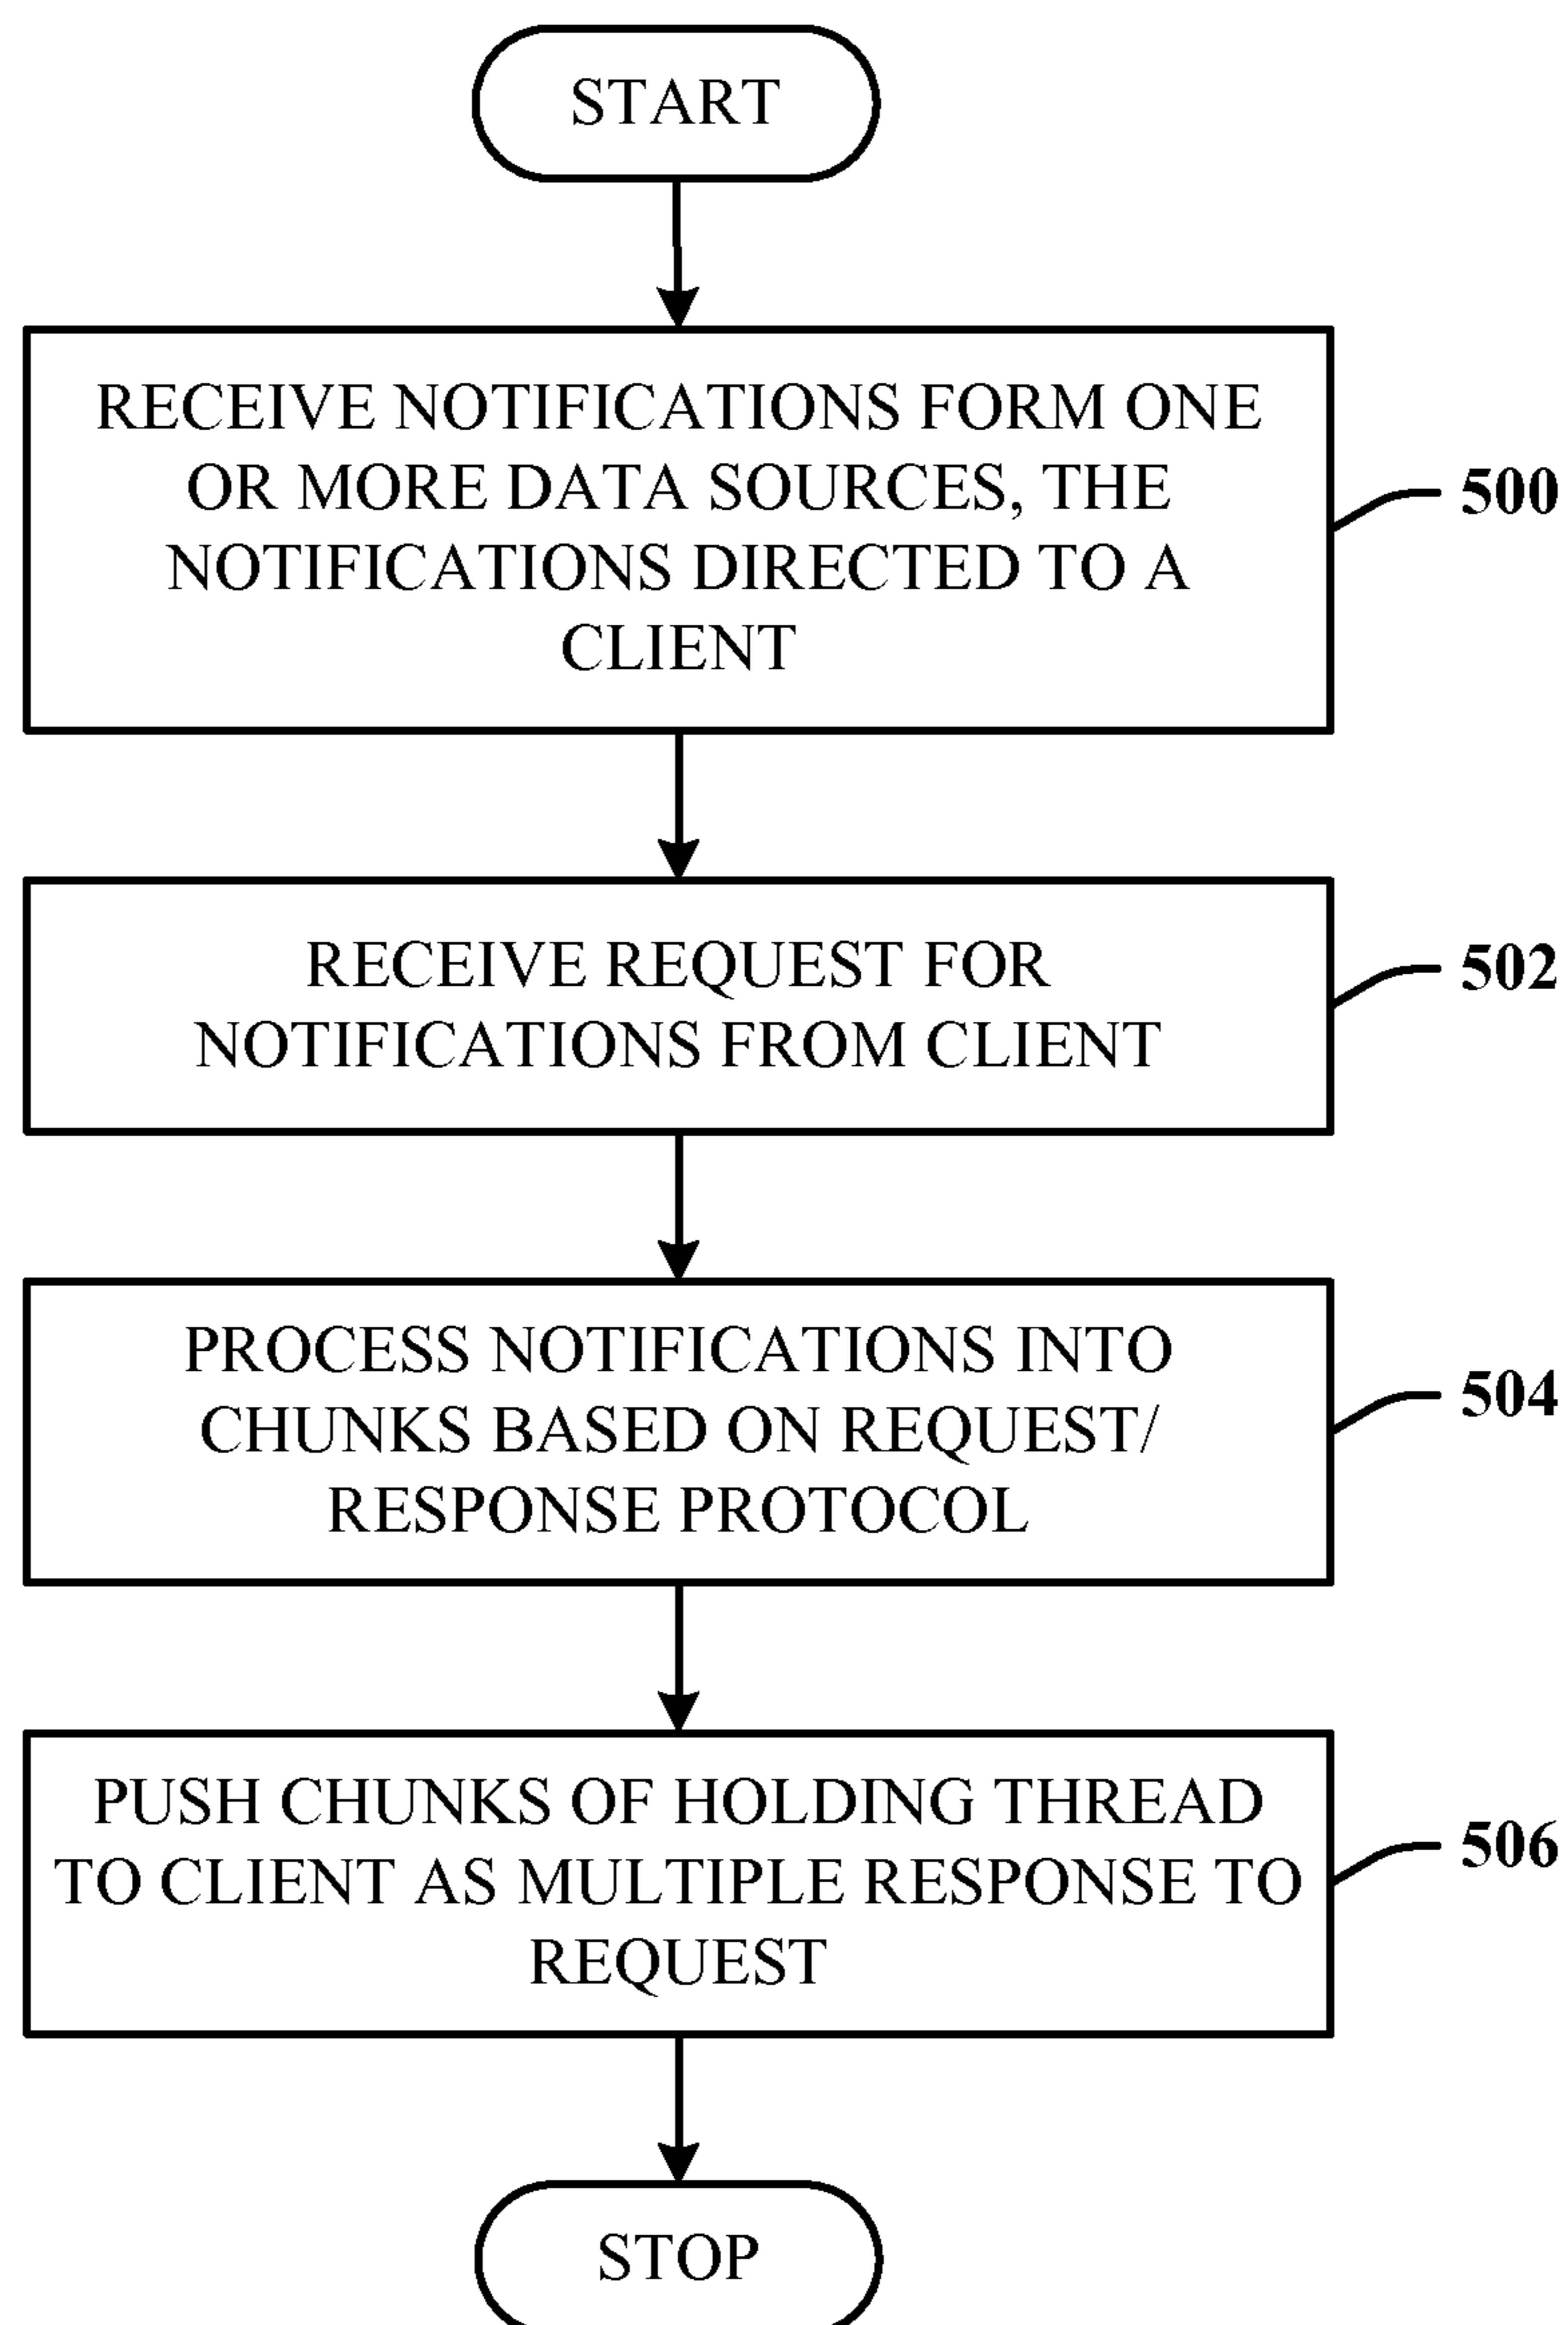 START
RECEIVE NOTIFICATIONS FORM ONE
OR MORE DATA SOURCES, THE
NOTIFICATIONS DIRECTED TO A
CLIENT
500
RECEIVE REQUEST FOR
NOTIFICATIONS FROM CLIENT
502
PROCESS NOTIFICATIONS INTO
CHUNKS BASED ON REQUEST/
RESPONSE PROTOCOL
504
PUSH CHUNKS OF HOLDING THREAD
TO CLIENT AS MULTIPLE RESPONSE TO
REQUEST
506
STOP